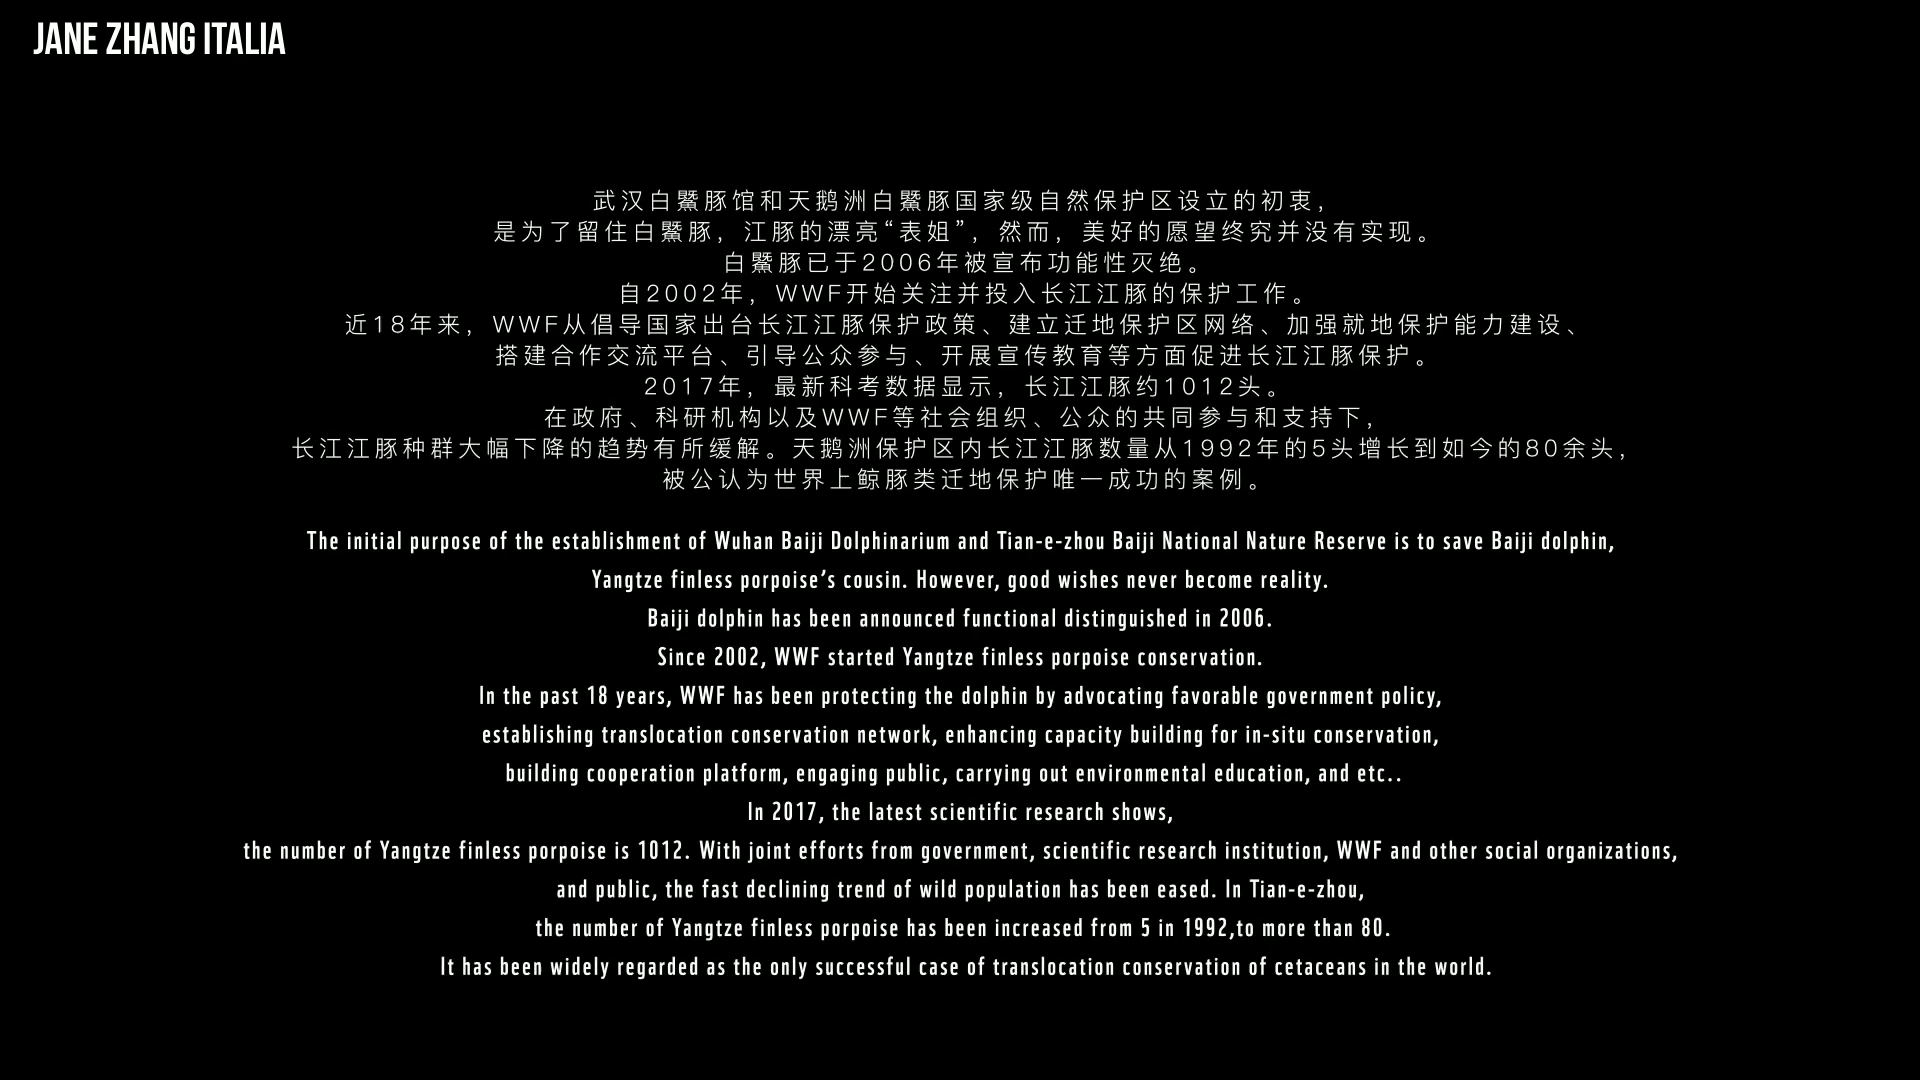 JANE ZHANG ITALIA
武汉白鱀豚馆和天鹅洲白鱀豚国家级自然保护区设立的初衷，
是为了留住白鱀豚，江豚的漂亮“表姐”，然而，美好的愿望终究并没有实现。
白鱀豚已于2006年被宣布功能性灭绝。
自2002年，WWF开始关注并投入长江江豚的保护工作。
近18年来，WWF从倡导国家出台长江江豚保护政策、建立迁地保护区网络、加强就地保护能力建设、
搭建合作交流平台、引导公众参与、开展宣传教育等方面促进长江江豚保护。
2017年，最新科考数据显示，长江江豚约1012头。
在政府、科研机构以及WWF等社会组织、公众的共同参与和支持下，
长江江豚种群大幅下降的趋势有所缓解。天鹅洲保护区内长江江豚数量从1992年的5头增长到如今的80余头，
被公认为世界上鲸豚类迁地保护唯一成功的案例。
The initial purpose of the establishment of Wuhan Baiji Dolphinarium and Tian-e-zhou Baiji National Nature Reserve is to save Baiji dolphin,
Yangtze finless porpoise’s cousin. However, good wishes never become reality.
Baiji dolphin has been announced functional distinguished in 2006.
Since 2002, WWF started Yangtze finless porpoise conservation.
In the past 18 years, WWF has been protecting the dolphin by advocating favorable government policy,
establishing translocation conservation network, enhancing capacity building for in-situ conservation,
building cooperation platform, engaging public, carrying out environmental education, and etc..
In 2017, the latest scientific research shows,
the number of Yangtze finless porpoise is 1012. With joint efforts from government, scientific research institution, WWF and other social organizations,
and public, the fast declining trend of wild population has been eased. In Tian-e-zhou,
the number of Yangtze finless porpoise has been increased from 5 in 1992,to more than 80.
It has been widely regarded as the only successful case of translocation conservation of cetaceans in the world.